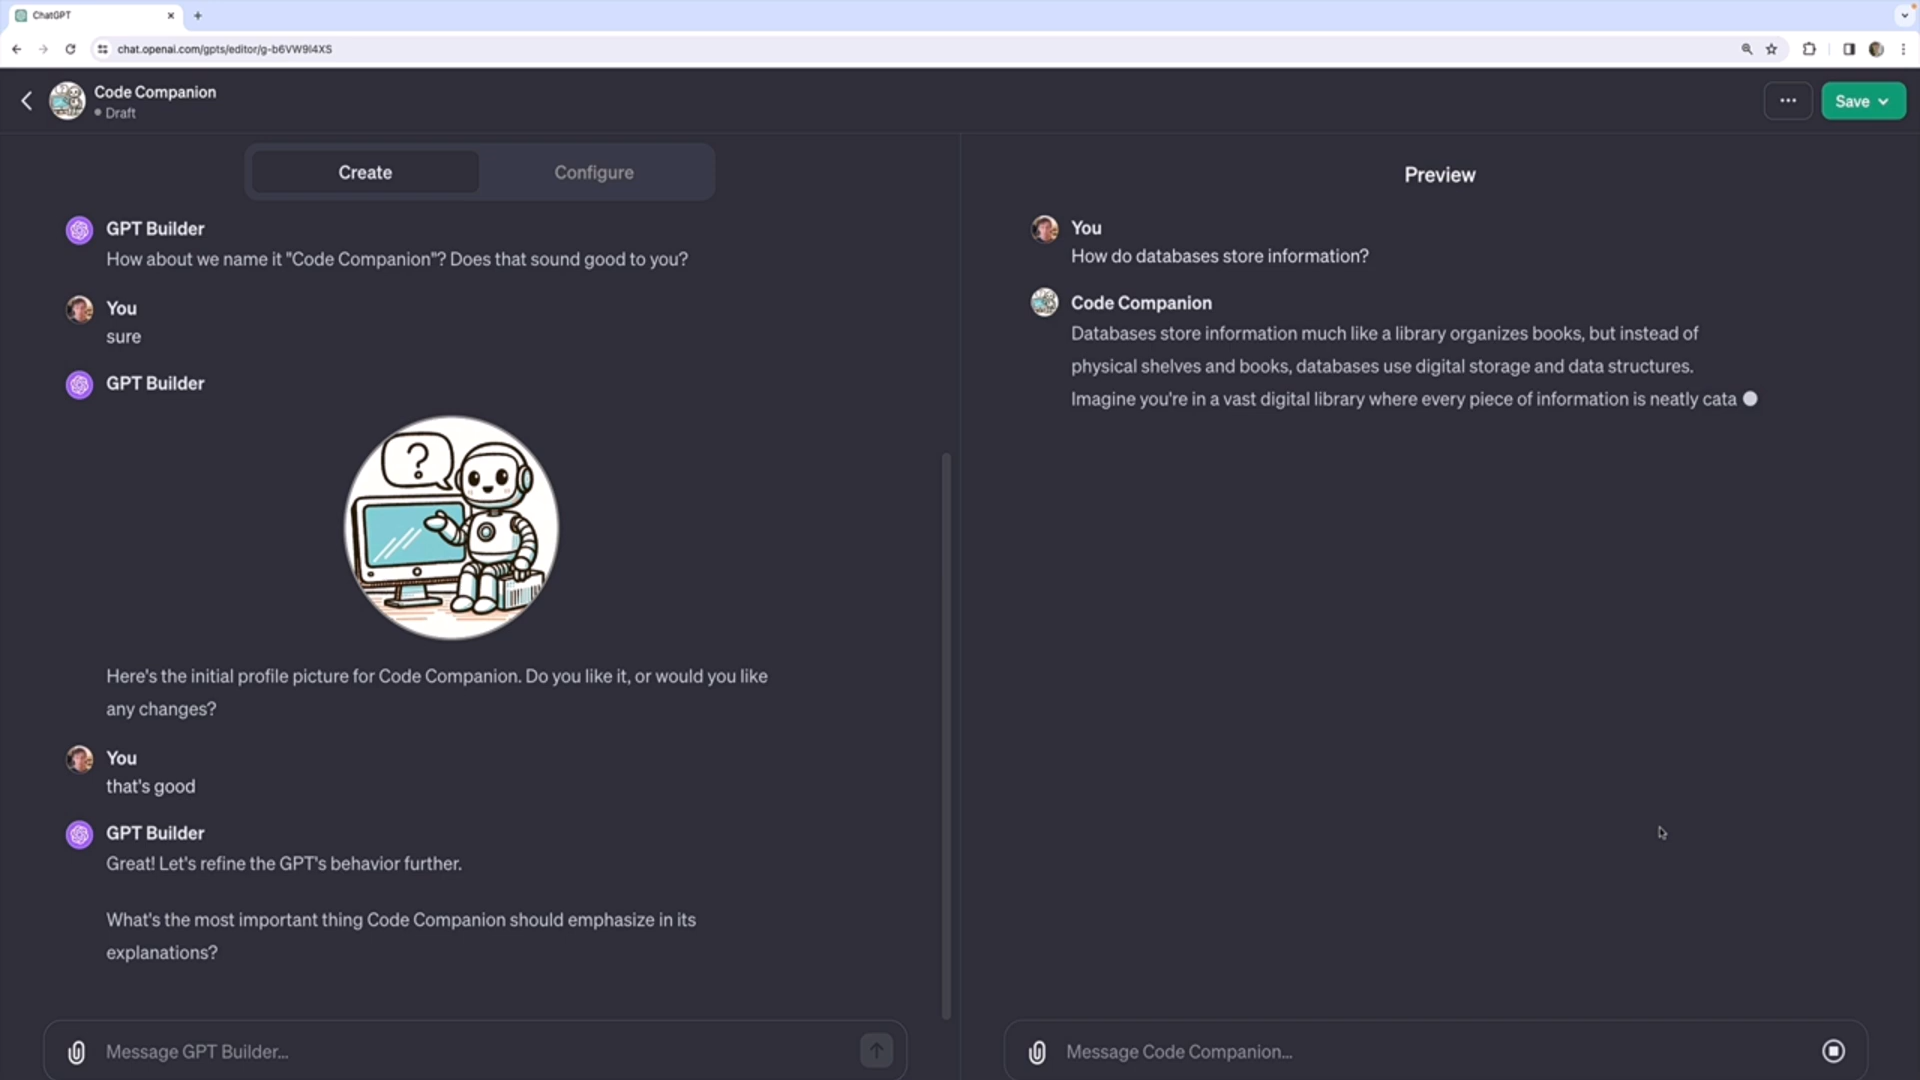 ChatGPT
chat.openai.com/gpts/editor/g-b6VW9l4XS
Code Companion
Draft
Save
Create
Configure
GPT Builder
How about we name it "Code Companion"? Does that sound good to you?
You
sure
GPT Builder
?
Here's the initial profile picture for Code Companion. Do you like it, or would you like
any changes?
You
that's good
GPT Builder
Great! Let's refine the GPT's behavior further.
What's the most important thing Code Companion should emphasize in its
explanations?
Message GPT Builder...
Preview
You
How do databases store information?
Code Companion
Databases store information much like a library organizes books, but instead of
physical shelves and books, databases use digital storage and data structures.
Imagine you're in a vast digital library where every piece of information is neatly cata
Message Code Companion...